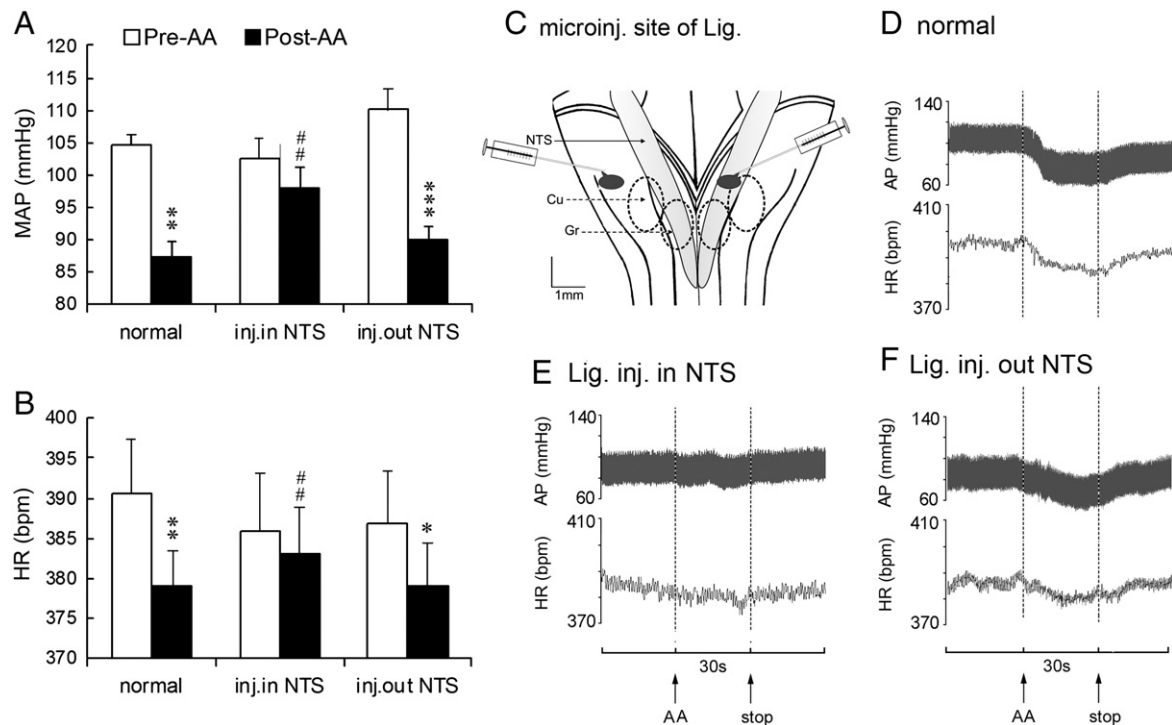 A
Pre-AA
Post-AA
MAP (mmHg)
120
115
110
105
100
95
90
85
80
**
##
***
normal
inj.in NTS
inj.out NTS
B
HR (bpm)
400
395
390
385
380
375
370
**
##
*
normal
inj.in NTS
inj.out NTS
C microinj. site of Lig.
NTS
Cu
Gr
1mm
D normal
140
AP (mmHg)
60
410
HR (bpm)
370
E Lig. inj. in NTS
140
AP (mmHg)
60
410
HR (bpm)
370
30s
AA
stop
F Lig. inj. out NTS
140
AP (mmHg)
60
410
HR (bpm)
370
30s
AA
stop